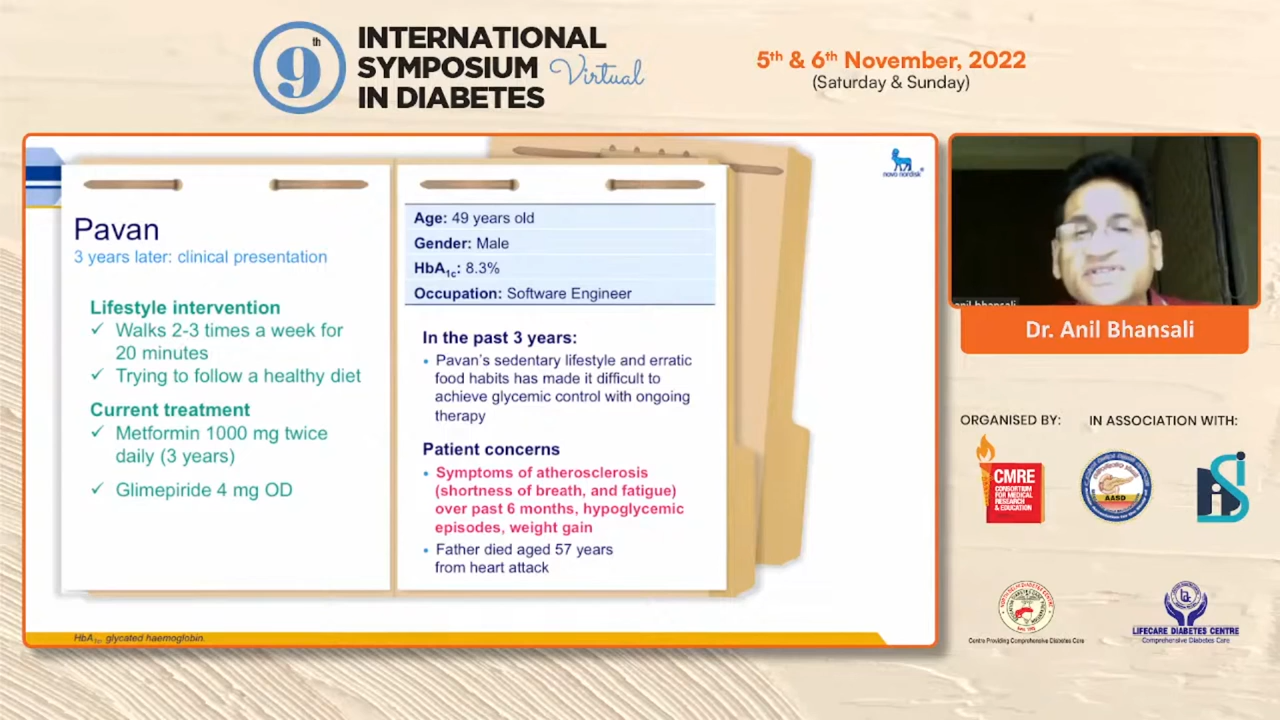 9th
INTERNATIONAL
SYMPOSIUM Virtual
IN DIABETES
5th & 6th November, 2022
(Saturday & Sunday)
novo nordisk®
Pavan
3 years later: clinical presentation
Lifestyle intervention
✓ Walks 2-3 times a week for
20 minutes
✓ Trying to follow a healthy diet
Current treatment
✓ Metformin 1000 mg twice
daily (3 years)
✓ Glimepiride 4 mg OD
Age: 49 years old
Gender: Male
HbA1c: 8.3%
Occupation: Software Engineer
In the past 3 years:
• Pavan's sedentary lifestyle and erratic
food habits has made it difficult to
achieve glycemic control with ongoing
therapy
Patient concerns
• Symptoms of atherosclerosis
(shortness of breath, and fatigue)
over past 6 months, hypoglycemic
episodes, weight gain
• Father died aged 57 years
from heart attack
HbA1c, glycated haemoglobin.
anil bhansali
Dr. Anil Bhansali
ORGANISED BY:
IN ASSOCIATION WITH:
CMRE
CONSORTIUM
FOR MEDICAL
RESEARCH
& EDUCATION
AASD
Centre Providing Comprehensive Diabetes Care
LIFECARE DIABETES CENTRE
Comprehensive Diabetes Care